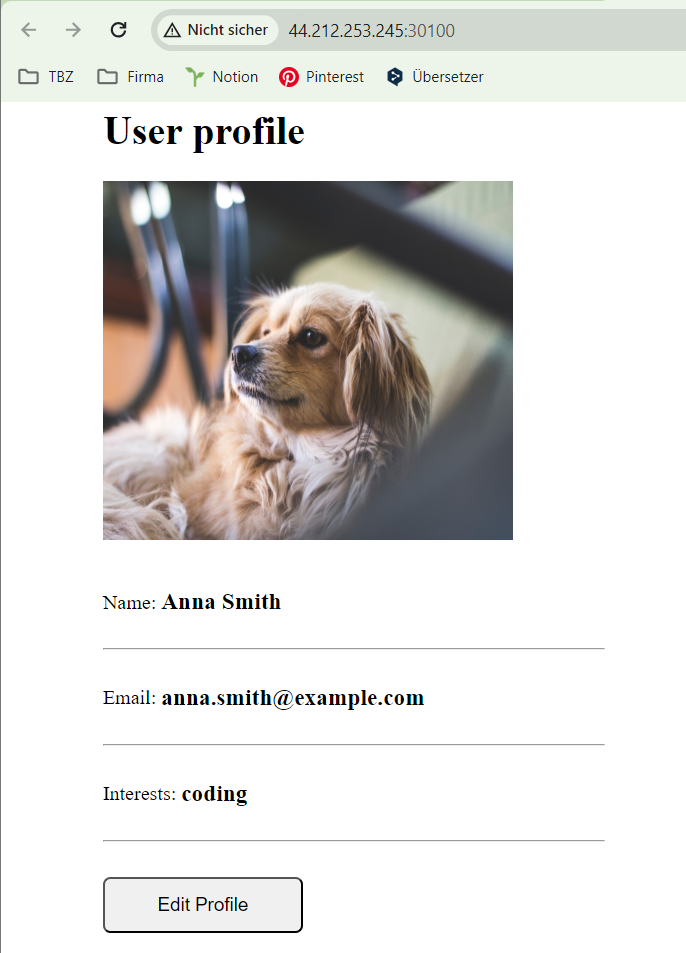 Nicht sicher 44.212.253.245:30100
TBZ Firma Notion Pinterest Übersetzer
User profile
Name: Anna Smith
Email: anna.smith@example.com
Interests: coding
Edit Profile